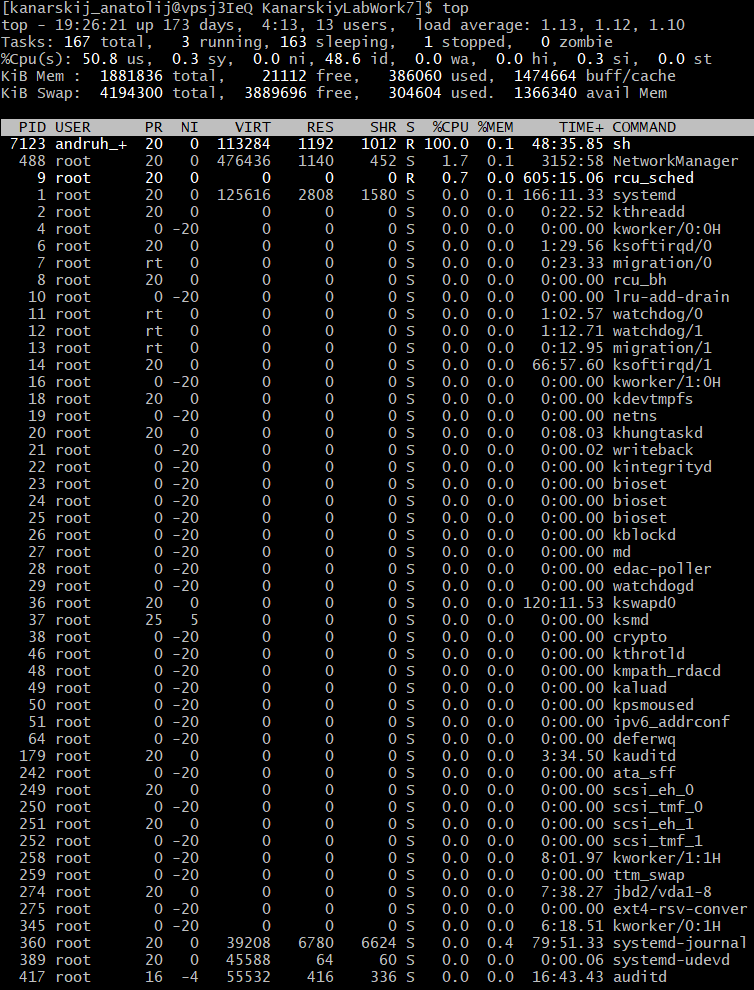 [kanarskij_anatolij@vpsj3IeQ KanarskiyLabWork7]$ top
top - 19:26:21 up 173 days,  4:13, 13 users,  load average: 1.13, 1.12, 1.10
Tasks: 167 total,   3 running, 163 sleeping,   1 stopped,   0 zombie
%Cpu(s): 50.8 us,  0.3 sy,  0.0 ni, 48.6 id,  0.0 wa,  0.0 hi,  0.3 si,  0.0 st
KiB Mem :  1881836 total,    21112 free,   386060 used,  1474664 buff/cache
KiB Swap:  4194300 total,  3889696 free,   304604 used.  1366340 avail Mem
PID USER PR NI VIRT RES SHR S %CPU %MEM TIME+ COMMAND
7123 andruh_+ 20 0 113284 1192 1012 R 100.0 0.1 48:35.85 sh
488 root 20 0 476436 1140 452 S 1.7 0.1 3152:58 NetworkManager
9 root 20 0 0 0 0 R 0.7 0.0 605:15.06 rcu_sched
1 root 20 0 125616 2808 1580 S 0.0 0.1 166:11.33 systemd
2 root 20 0 0 0 0 S 0.0 0.0 0:22.52 kthreadd
4 root 0 -20 0 0 0 S 0.0 0.0 0:00.00 kworker/0:0H
6 root 20 0 0 0 0 S 0.0 0.0 1:29.56 ksoftirqd/0
7 root rt 0 0 0 0 S 0.0 0.0 0:23.33 migration/0
8 root 20 0 0 0 0 S 0.0 0.0 0:00.00 rcu_bh
10 root 0 -20 0 0 0 S 0.0 0.0 0:00.00 lru-add-drain
11 root rt 0 0 0 0 S 0.0 0.0 1:02.57 watchdog/0
12 root rt 0 0 0 0 S 0.0 0.0 1:12.71 watchdog/1
13 root rt 0 0 0 0 S 0.0 0.0 0:12.95 migration/1
14 root 20 0 0 0 0 S 0.0 0.0 66:57.60 ksoftirqd/1
16 root 0 -20 0 0 0 S 0.0 0.0 0:00.00 kworker/1:0H
18 root 20 0 0 0 0 S 0.0 0.0 0:00.00 kdevtmpfs
19 root 0 -20 0 0 0 S 0.0 0.0 0:00.00 netns
20 root 20 0 0 0 0 S 0.0 0.0 0:08.03 khungtaskd
21 root 0 -20 0 0 0 S 0.0 0.0 0:00.02 writeback
22 root 0 -20 0 0 0 S 0.0 0.0 0:00.00 kintegrityd
23 root 0 -20 0 0 0 S 0.0 0.0 0:00.00 bioset
24 root 0 -20 0 0 0 S 0.0 0.0 0:00.00 bioset
25 root 0 -20 0 0 0 S 0.0 0.0 0:00.00 bioset
26 root 0 -20 0 0 0 S 0.0 0.0 0:00.00 kblockd
27 root 0 -20 0 0 0 S 0.0 0.0 0:00.00 md
28 root 0 -20 0 0 0 S 0.0 0.0 0:00.00 edac-poller
29 root 0 -20 0 0 0 S 0.0 0.0 0:00.00 watchdogd
36 root 20 0 0 0 0 S 0.0 0.0 120:11.53 kswapd0
37 root 25 5 0 0 0 S 0.0 0.0 0:00.00 ksmd
38 root 0 -20 0 0 0 S 0.0 0.0 0:00.00 crypto
46 root 0 -20 0 0 0 S 0.0 0.0 0:00.00 kthrotld
48 root 0 -20 0 0 0 S 0.0 0.0 0:00.00 kmpath_rdacd
49 root 0 -20 0 0 0 S 0.0 0.0 0:00.00 kaluad
50 root 0 -20 0 0 0 S 0.0 0.0 0:00.00 kpsmoused
51 root 0 -20 0 0 0 S 0.0 0.0 0:00.00 ipv6_addrconf
64 root 0 -20 0 0 0 S 0.0 0.0 0:00.00 deferwq
179 root 20 0 0 0 0 S 0.0 0.0 3:34.50 kauditd
242 root 0 -20 0 0 0 S 0.0 0.0 0:00.00 ata_sff
249 root 20 0 0 0 0 S 0.0 0.0 0:00.00 scsi_eh_0
250 root 0 -20 0 0 0 S 0.0 0.0 0:00.00 scsi_tmf_0
251 root 20 0 0 0 0 S 0.0 0.0 0:00.00 scsi_eh_1
252 root 0 -20 0 0 0 S 0.0 0.0 0:00.00 scsi_tmf_1
258 root 0 -20 0 0 0 S 0.0 0.0 8:01.97 kworker/1:1H
259 root 0 -20 0 0 0 S 0.0 0.0 0:00.00 ttm_swap
274 root 20 0 0 0 0 S 0.0 0.0 7:38.27 jbd2/vda1-8
275 root 0 -20 0 0 0 S 0.0 0.0 0:00.00 ext4-rsv-conver
345 root 0 -20 0 0 0 S 0.0 0.0 6:18.51 kworker/0:1H
360 root 20 0 39208 6780 6624 S 0.0 0.4 79:51.33 systemd-journal
389 root 20 0 45588 64 60 S 0.0 0.0 0:00.06 systemd-udevd
417 root 16 -4 55532 416 336 S 0.0 0.0 16:43.43 auditd